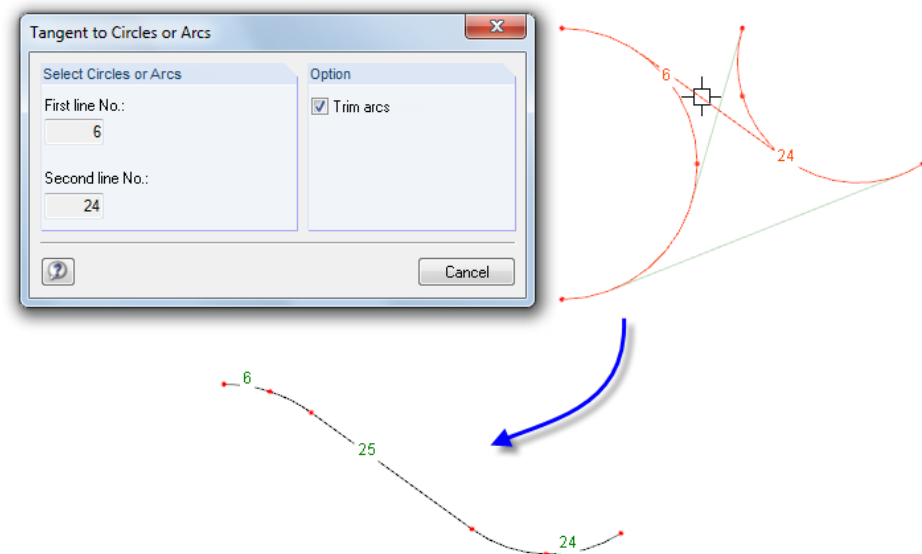 Tangent to Circles or Arcs
Select Circles or Arcs
Option
First line No.:
6
Trim arcs
Second line No.:
24
Cancel
6
24
6
25
24